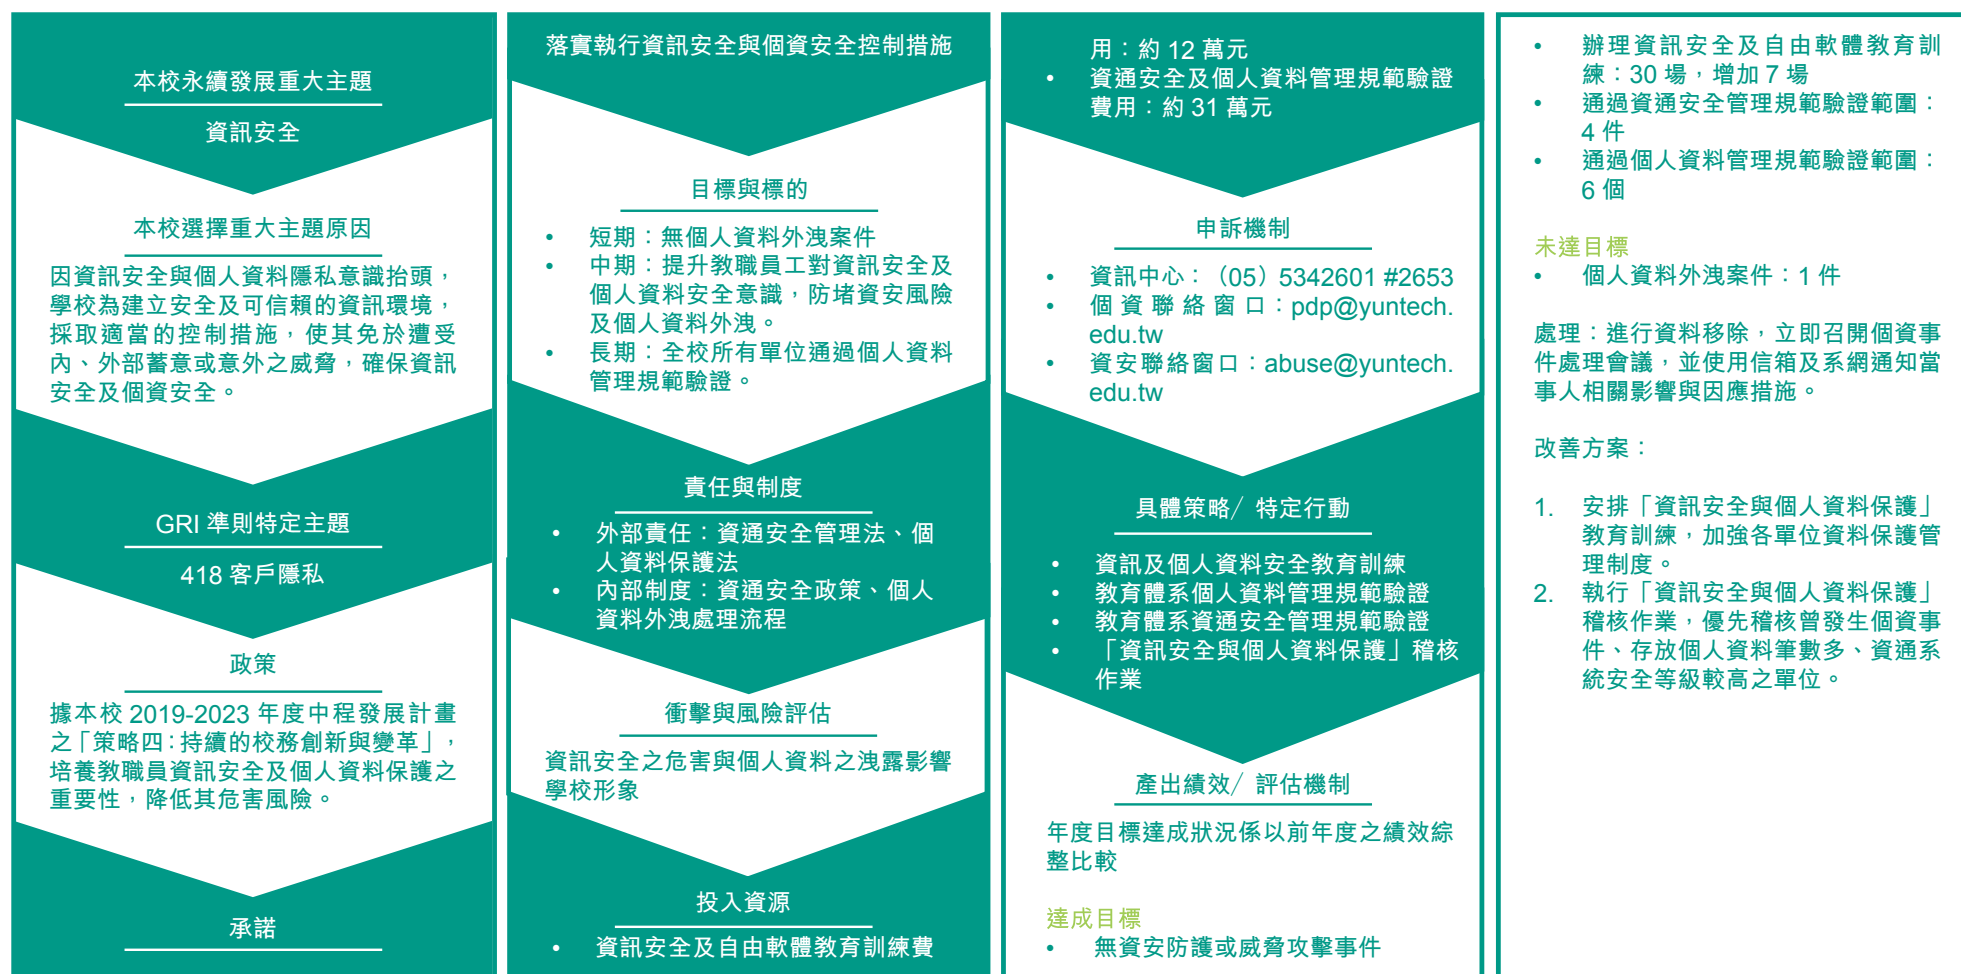 本校永續發展重大主題
資訊安全
本校選擇重大主題原因
因資訊安全與個人資料隱私意識抬頭，
學校為建立安全及可信賴的資訊環境，
採取適當的控制措施，使其免於遭受
內、外部蓄意或意外之威脅，確保資訊
安全及個資安全。
GRI 準則特定主題
418 客戶隱私
政策
據本校 2019-2023 年度中程發展計畫
之「策略四：持續的校務創新與變革」，
培養教職員資訊安全及個人資料保護之
重要性，降低其危害風險。
承諾
落實執行資訊安全與個資安全控制措施
目標與標的
• 短期：無個人資料外洩案件
• 中期：提升教職員工對資訊安全及
個人資料安全意識，防堵資安風險
及個人資料外洩。
• 長期：全校所有單位通過個人資料
管理規範驗證。
責任與制度
• 外部責任：資通安全管理法、個
人資料保護法
• 內部制度：資通安全政策、個人
資料外洩處理流程
衝擊與風險評估
資訊安全之危害與個人資料之洩露影響
學校形象
投入資源
• 資訊安全及自由軟體教育訓練費
用：約 12 萬元
• 資通安全及個人資料管理規範驗證
費用：約 31 萬元
申訴機制
• 資訊中心：（05）5342601 #2653
• 個資聯絡窗口：pdp@yuntech.
edu.tw
• 資安聯絡窗口：abuse@yuntech.
edu.tw
具體策略/ 特定行動
• 資訊及個人資料安全教育訓練
• 教育體系個人資料管理規範驗證
• 教育體系資通安全管理規範驗證
• 「資訊安全與個人資料保護」稽核
作業
產出績效/ 評估機制
年度目標達成狀況係以前年度之績效綜
整比較
達成目標
• 無資安防護或威脅攻擊事件
• 辦理資訊安全及自由軟體教育訓
練：30 場，增加 7 場
• 通過資通安全管理規範驗證範圍：
4 件
• 通過個人資料管理規範驗證範圍：
6 個
未達目標
• 個人資料外洩案件：1 件
處理：進行資料移除，立即召開個資事
件處理會議，並使用信箱及系網通知當
事人相關影響與因應措施。
改善方案：
1. 安排「資訊安全與個人資料保護」
教育訓練，加強各單位資料保護管
理制度。
2. 執行「資訊安全與個人資料保護」
稽核作業，優先稽核曾發生個資事
件、存放個人資料筆數多、資通系
統安全等級較高之單位。